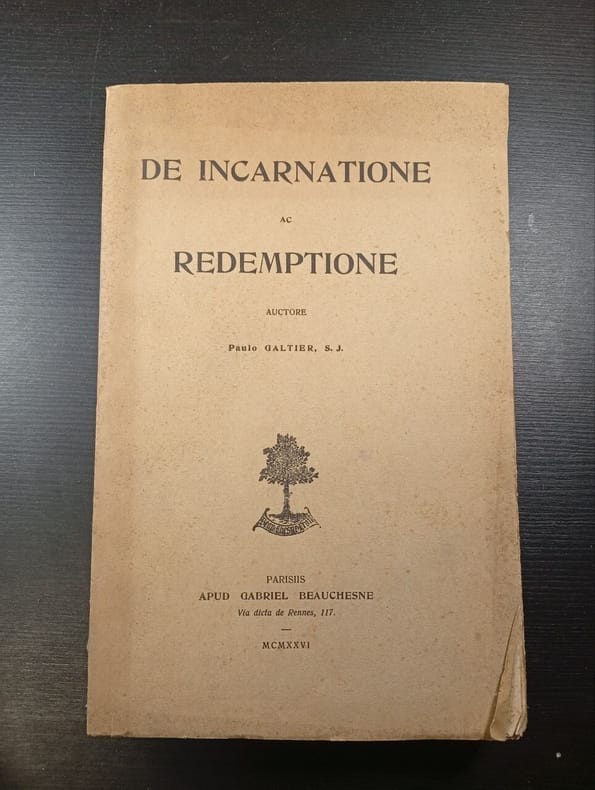 DE INCARNATIONE
AC
REDEMPTIONE
AUCTORE
Paulo GALTIER, S. J.
PARISIIS
APUD GABRIEL BEAUCHESNE
Via dicta de Rennes, 117.
MCMXXVI